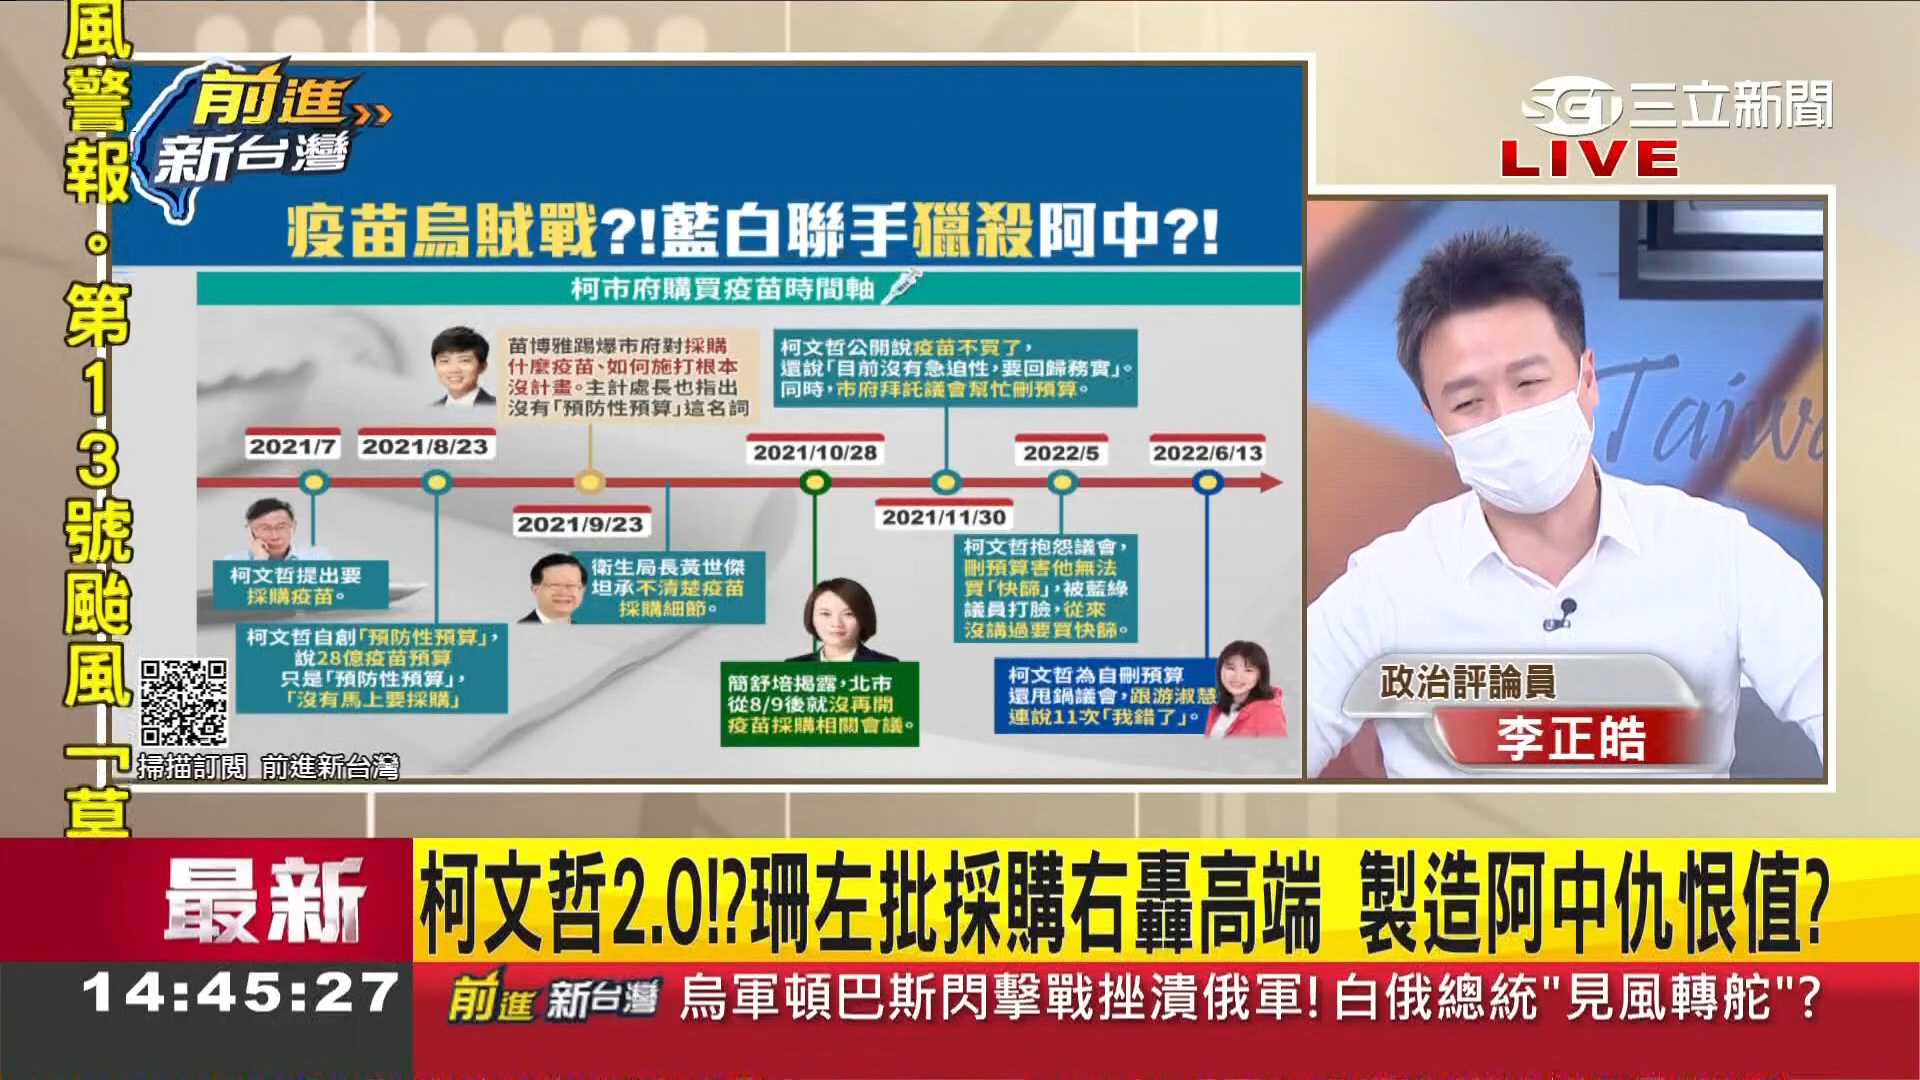 風警報。第13號颱風「莫
前進
新台灣
SET三立新聞
LIVE
疫苗烏賊戰?!藍白聯手獵殺阿中?!
柯市府購買疫苗時間軸
苗博雅踢爆市府對採購
什麼疫苗、如何施打根本
沒計畫。主計處長也指出
沒有「預防性預算」這名詞
柯文哲公開說疫苗不買了,
還說「目前沒有急迫性,要回歸務實」。
同時,市府拜託議會幫忙刪預算。
2021/7
2021/8/23
2021/10/28
2022/5
2022/6/13
2021/9/23
2021/11/30
柯文哲提出要
採購疫苗。
衛生局長黃世傑
坦承不清楚疫苗
採購細節。
柯文哲抱怨議會,
刪預算害他無法
買「快篩」,被藍綠
議員打臉,從來
沒講過要買快篩。
柯文哲自創「預防性預算」,
說28億疫苗預算
只是「預防性預算」,
「沒有馬上要採購」
簡舒培揭露,北市
從8/9後就沒再開
疫苗採購相關會議。
柯文哲為自刪預算
還甩鍋議會,跟游淑慧
連說11次「我錯了」。
掃描訂閱 前進新台灣
Taiwa
政治評論員
李正皓
最新
柯文哲2.0!?珊左批採購右轟高端 製造阿中仇恨值?
14:45:27
前進新台灣
烏軍頓巴斯閃擊戰挫潰俄軍!白俄總統"見風轉舵"?